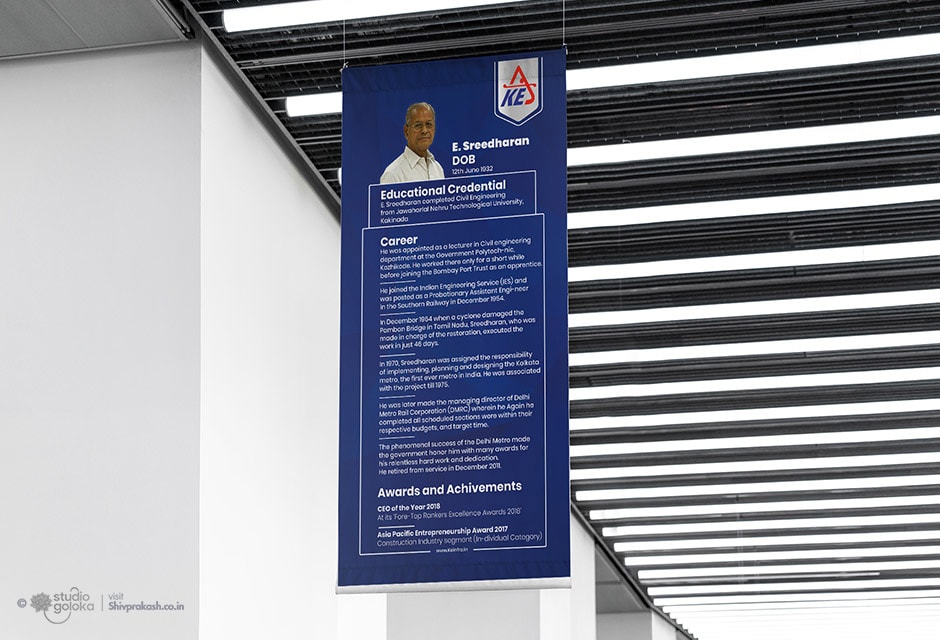 KES
E. Sreedharan
DOB
12th June 1932
Educational Credential
E. Sreedharan completed Civil Engineering
from Jawaharlal Nehru Technological University,
Kakinada
Career
He was appointed as a lecturer in Civil engineering
department at the Government Polytech-nic,
Kozhikode. He worked there only for a short while
before joining the Bombay Port Trust as an apprentice.
He joined the Indian Engineering Service (IES) and
was posted as a Probationary Assistant Engi-neer
in the Southern Railway in December 1954.
In December 1964 when a cyclone damaged the
Pamban Bridge in Tamil Nadu, Sreedharan, who was
made in charge of the restoration, executed the
work in just 46 days.
In 1970, Sreedharan was assigned the responsibility
of implementing, planning and designing the Kolkata
metro, the first ever metro in India. He was associated
with the project till 1975.
He was later made the managing director of Delhi
Metro Rail Corporation (DMRC) wherein he Again he
completed all scheduled sections were within their
respective budgets, and target time.
The phenomenal success of the Delhi Metro made
the government honor him with many awards for
his relentless hard work and dedication.
He retired from service in December 2011.
Awards and Achivements
CEO of the Year 2018
At its 'Fore-Top Rankers Excellence Awards 2018'
Asia Pacific Entrepreneurship Award 2017
Construction Industry segment (In-dividual Category)
www.keinfra.in
© studio goloka | visit Shivprakash.co.in